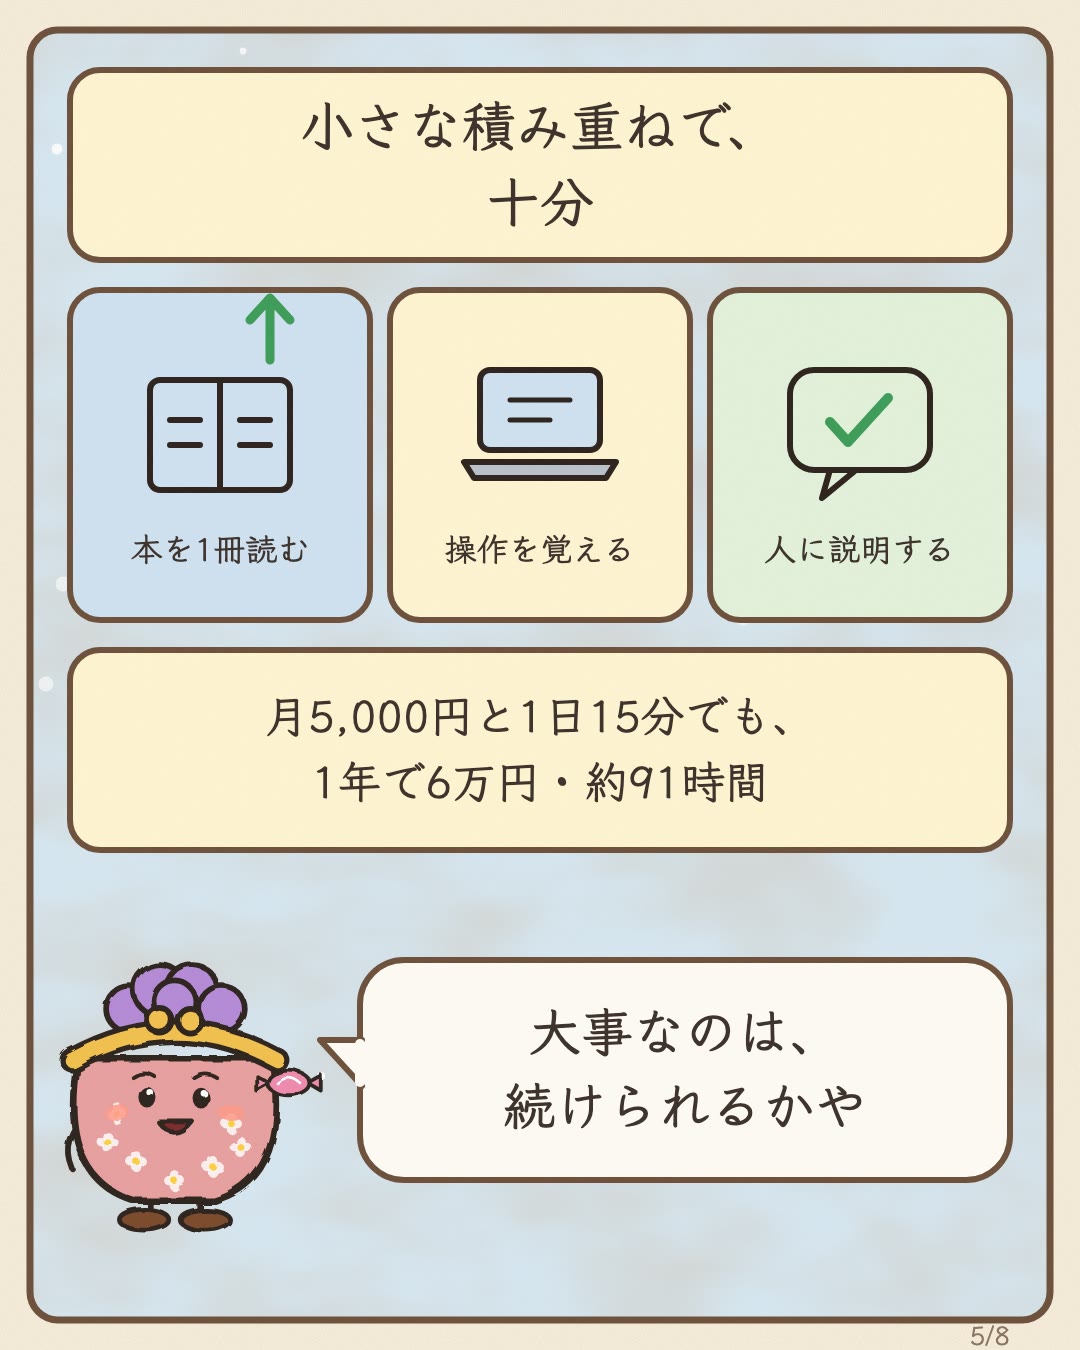 小さな積み重ねで、
十分
本を1冊読む
操作を覚える
人に説明する
月5,000円と1日15分でも、
1年で6万円・約91時間
大事なのは、
続けられるかや
5/8